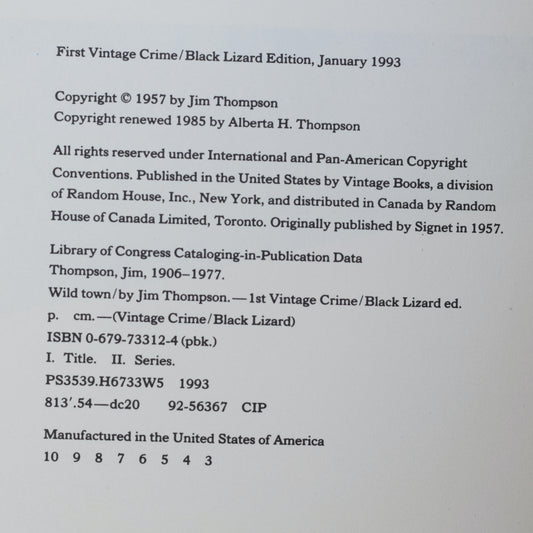 First Vintage Crime/Black Lizard Edition, January 1993
Copyright © 1957 by Jim Thompson
Copyright renewed 1985 by Alberta H. Thompson
All rights reserved under International and Pan-American Copyright
Conventions. Published in the United States by Vintage Books, a division
of Random House, Inc., New York, and distributed in Canada by Random
House of Canada Limited, Toronto. Originally published by Signet in 1957.
Library of Congress Cataloging-in-Publication Data
Thompson, Jim, 1906–1977.
Wild town/by Jim Thompson.—1st Vintage Crime/Black Lizard ed.
p. cm.—(Vintage Crime/Black Lizard)
ISBN 0-679-73312-4 (pbk.)
I. Title. II. Series.
PS3539.H6733W5 1993
813′.54—dc20 92-56367 CIP
Manufactured in the United States of America
10 9 8 7 6 5 4 3